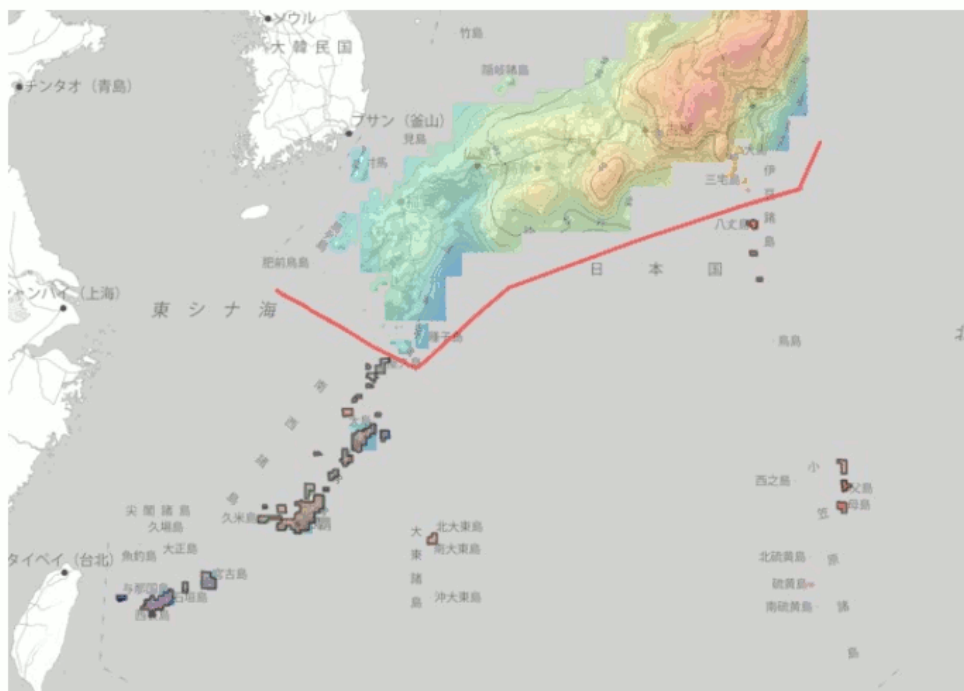 ソウル
竹島
大韓民国
隠岐諸島
チンタオ（青島）
プサン（釜山）
見島
対馬
大島
三宅島
伊豆諸島
八丈島
肥前鳥島
日本国
ャンハイ（上海）
東シナ海
種子島
屋久島
鳥島
北
大島
小笠原諸島
西之島
父島
母島
尖閣諸島
久米島
久場島
大東諸島
北大東島
大正島
南大東島
魚釣島
タイペイ（台北）
北硫黄島
宮古島
与那国島
硫黄島
石垣島
沖大東島
南硫黄島
西表島